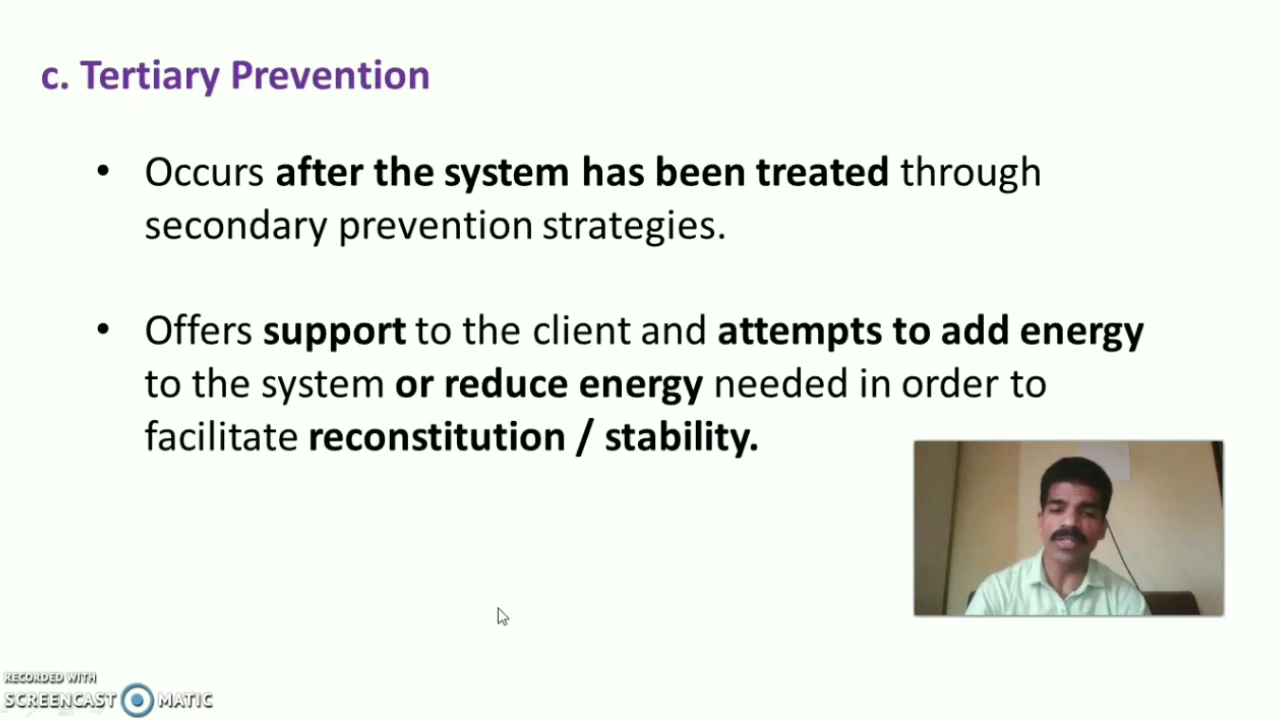 c. Tertiary Prevention
• Occurs after the system has been treated through
secondary prevention strategies.
• Offers support to the client and attempts to add energy
to the system or reduce energy needed in order to
facilitate reconstitution / stability.
RECORDED WITH
SCREENCAST MATIC